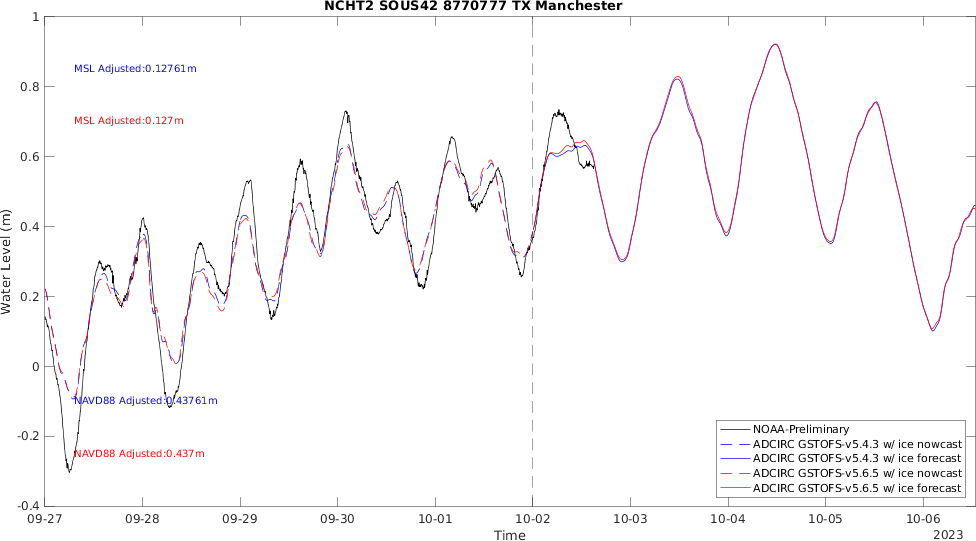 NCHT2 SOUS42 8770777 TX Manchester
1
MSL Adjusted:0.12761m
0.8
MSL Adjusted:0.127m
0.6
0.4
0.2
0
NAVD88 Adjusted:0.43761m
-0.2
NAVD88 Adjusted:0.437m
-0.4
Water Level (m)
NOAA-Preliminary
ADCIRC GSTOFS-v5.4.3 w/ ice nowcast
ADCIRC GSTOFS-v5.4.3 w/ ice forecast
ADCIRC GSTOFS-v5.6.5 w/ ice nowcast
ADCIRC GSTOFS-v5.6.5 w/ ice forecast
09-27 09-28 09-29 09-30 10-01 10-02 10-03 10-04 10-05 10-06
Time
2023